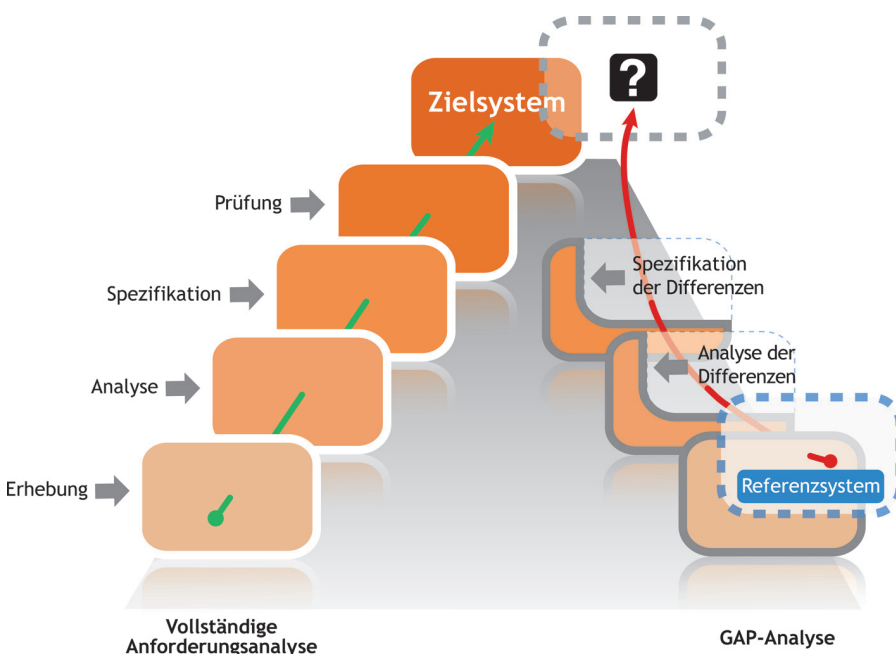 ?
Zielsystem
Prüfung
Spezifikation
Analyse
Erhebung
Spezifikation
der Differenzen
Analyse der
Differenzen
Referenzsystem
Vollständige
Anforderungsanalyse
GAP-Analyse